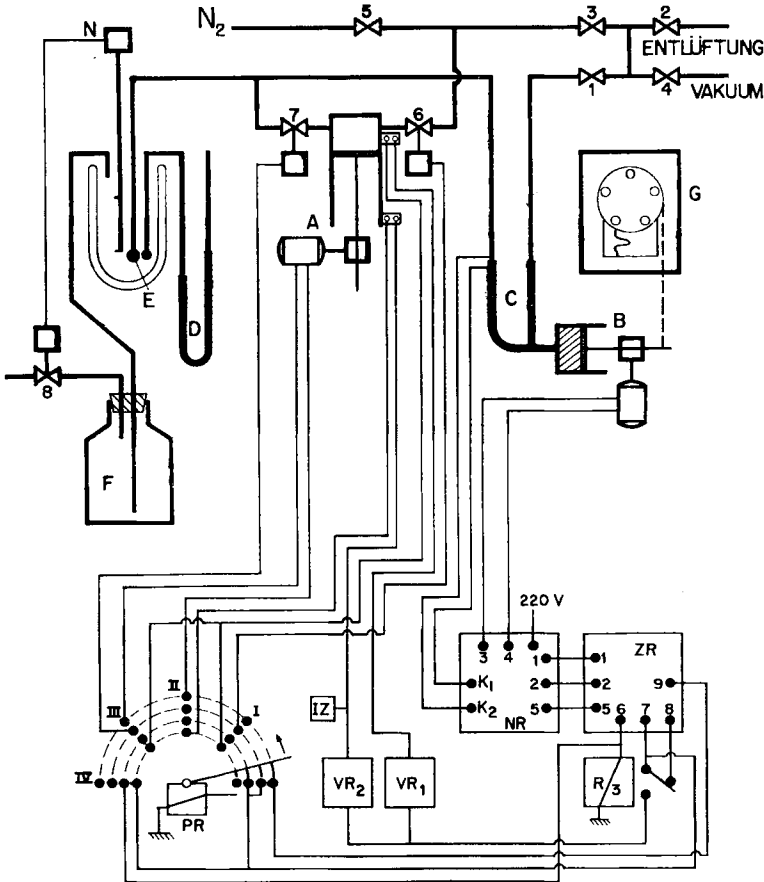 N
N₂
5
3
2
ENTLÜFTUNG
1
4
VAKUUM
7
6
G
A
E
D
C
B
8
F
220 V
3
4
1
1
ZR
II
K₁
2
2
9
III
I
IZ
K₂
5
5
6
7
8
NR
IV
VR₂
VR₁
R₃
PR